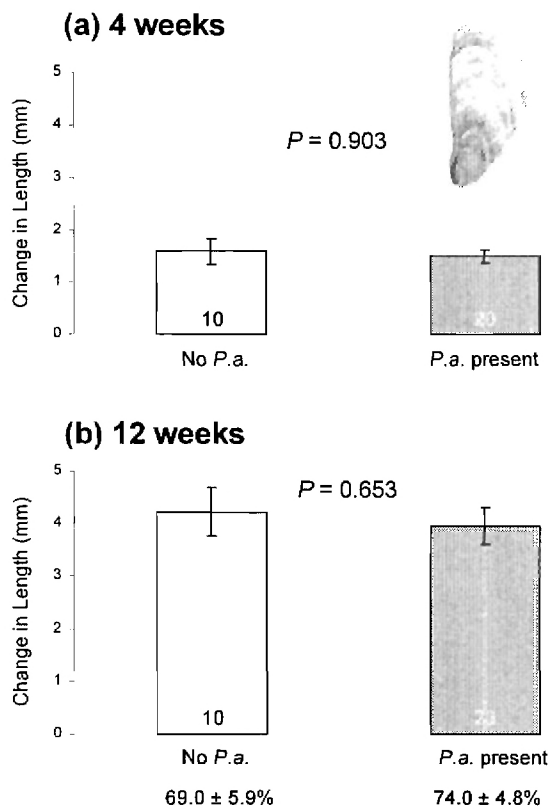 (a) 4 weeks
Change in Length (mm)
5
4
3
2
1
0
P = 0.903
10
20
No P.a.
P.a. present
(b) 12 weeks
Change in Length (mm)
5
4
3
2
1
0
P = 0.653
10
No P.a.
P.a. present
69.0 ± 5.9%
74.0 ± 4.8%